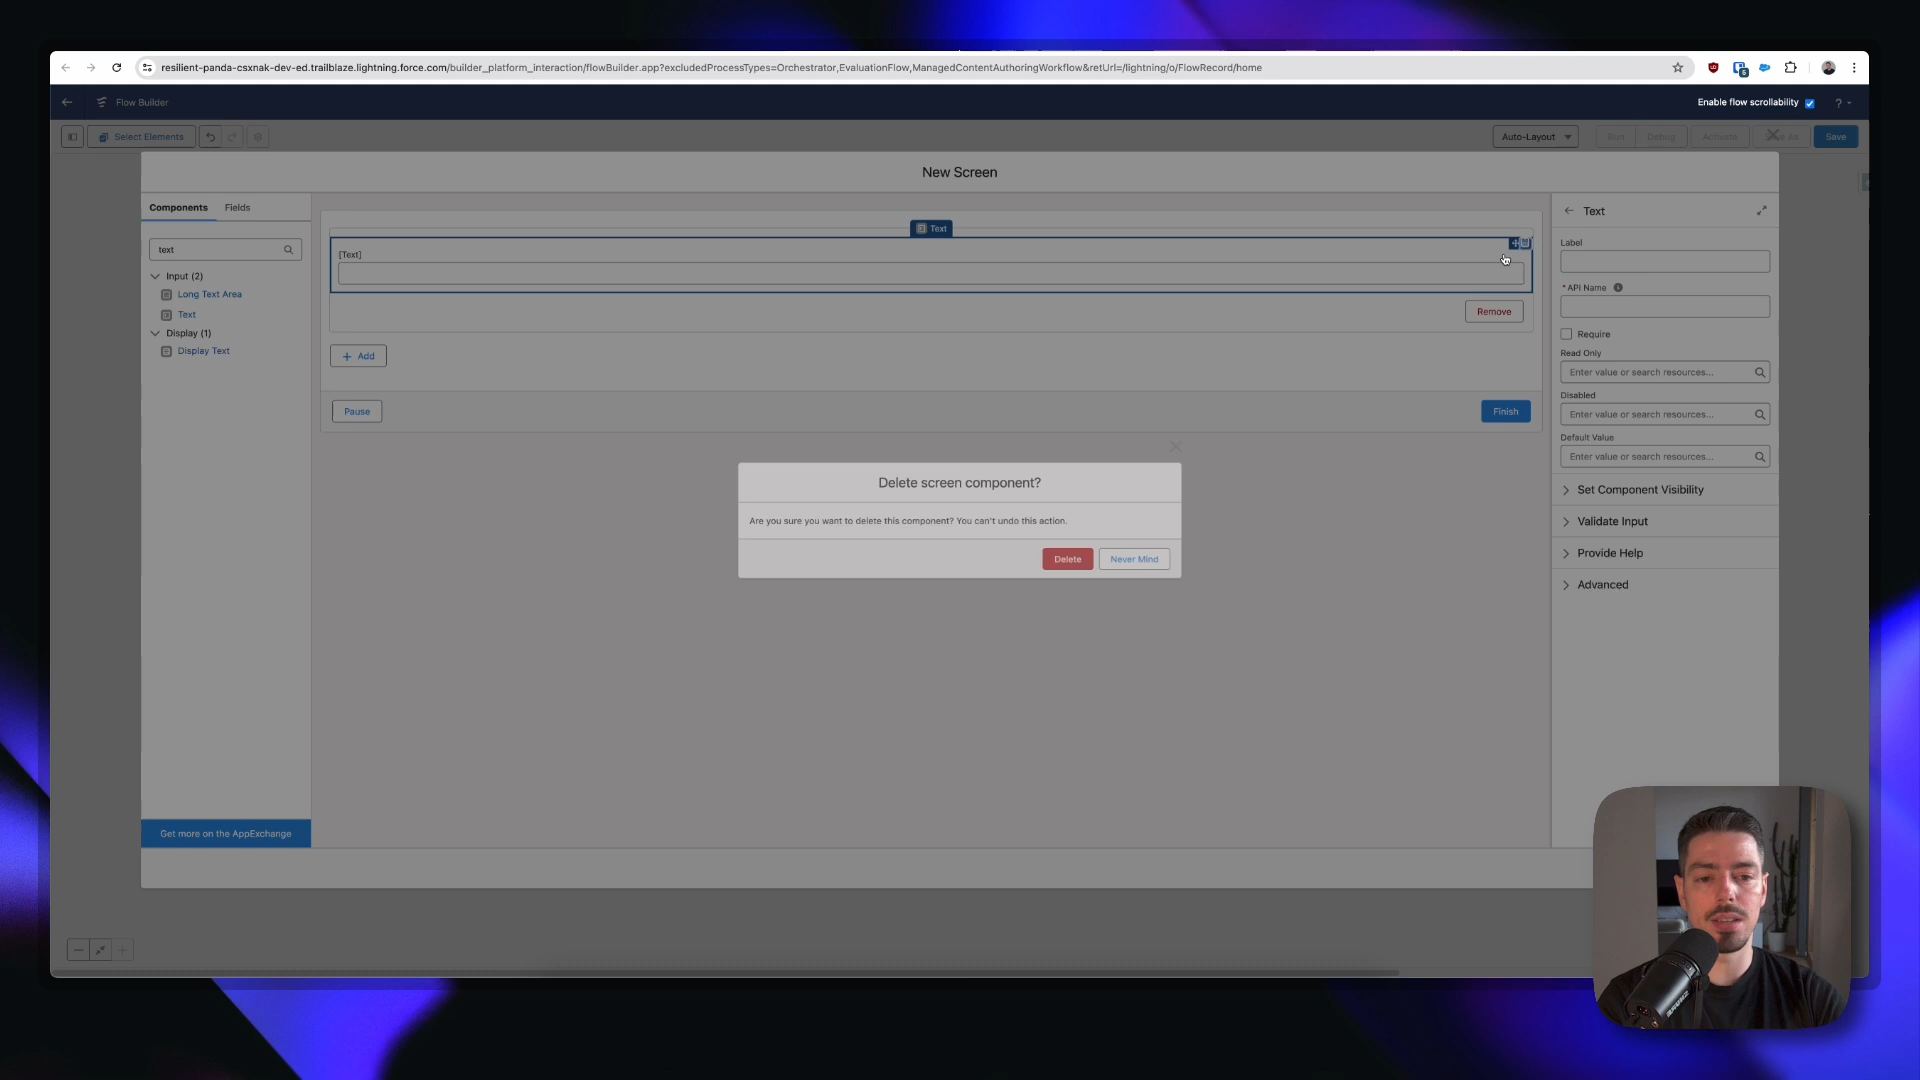 resilient-panda-csxnak-dev-ed.trailblaze.lightning.force.com/builder_platform_interaction/flowBuilder.app?excludedProcessTypes=Orchestrator,EvaluationFlow,ManagedContentAuthoringWorkflow&retUrl=/lightning/o/FlowRecord/home
Flow Builder
Enable flow scrollability
?
Select Elements
Auto-Layout
Run
Debug
Activate
Save As
Save
New Screen
Components
Fields
text
Input (2)
Long Text Area
Text
Display (1)
Display Text
Get more on the AppExchange
Text
[Text]
Remove
+ Add
Pause
Finish
Delete screen component?
Are you sure you want to delete this component? You can't undo this action.
Delete
Never Mind
Text
Label
* API Name
Require
Read Only
Enter value or search resources...
Disabled
Enter value or search resources...
Default Value
Enter value or search resources...
Set Component Visibility
Validate Input
Provide Help
Advanced